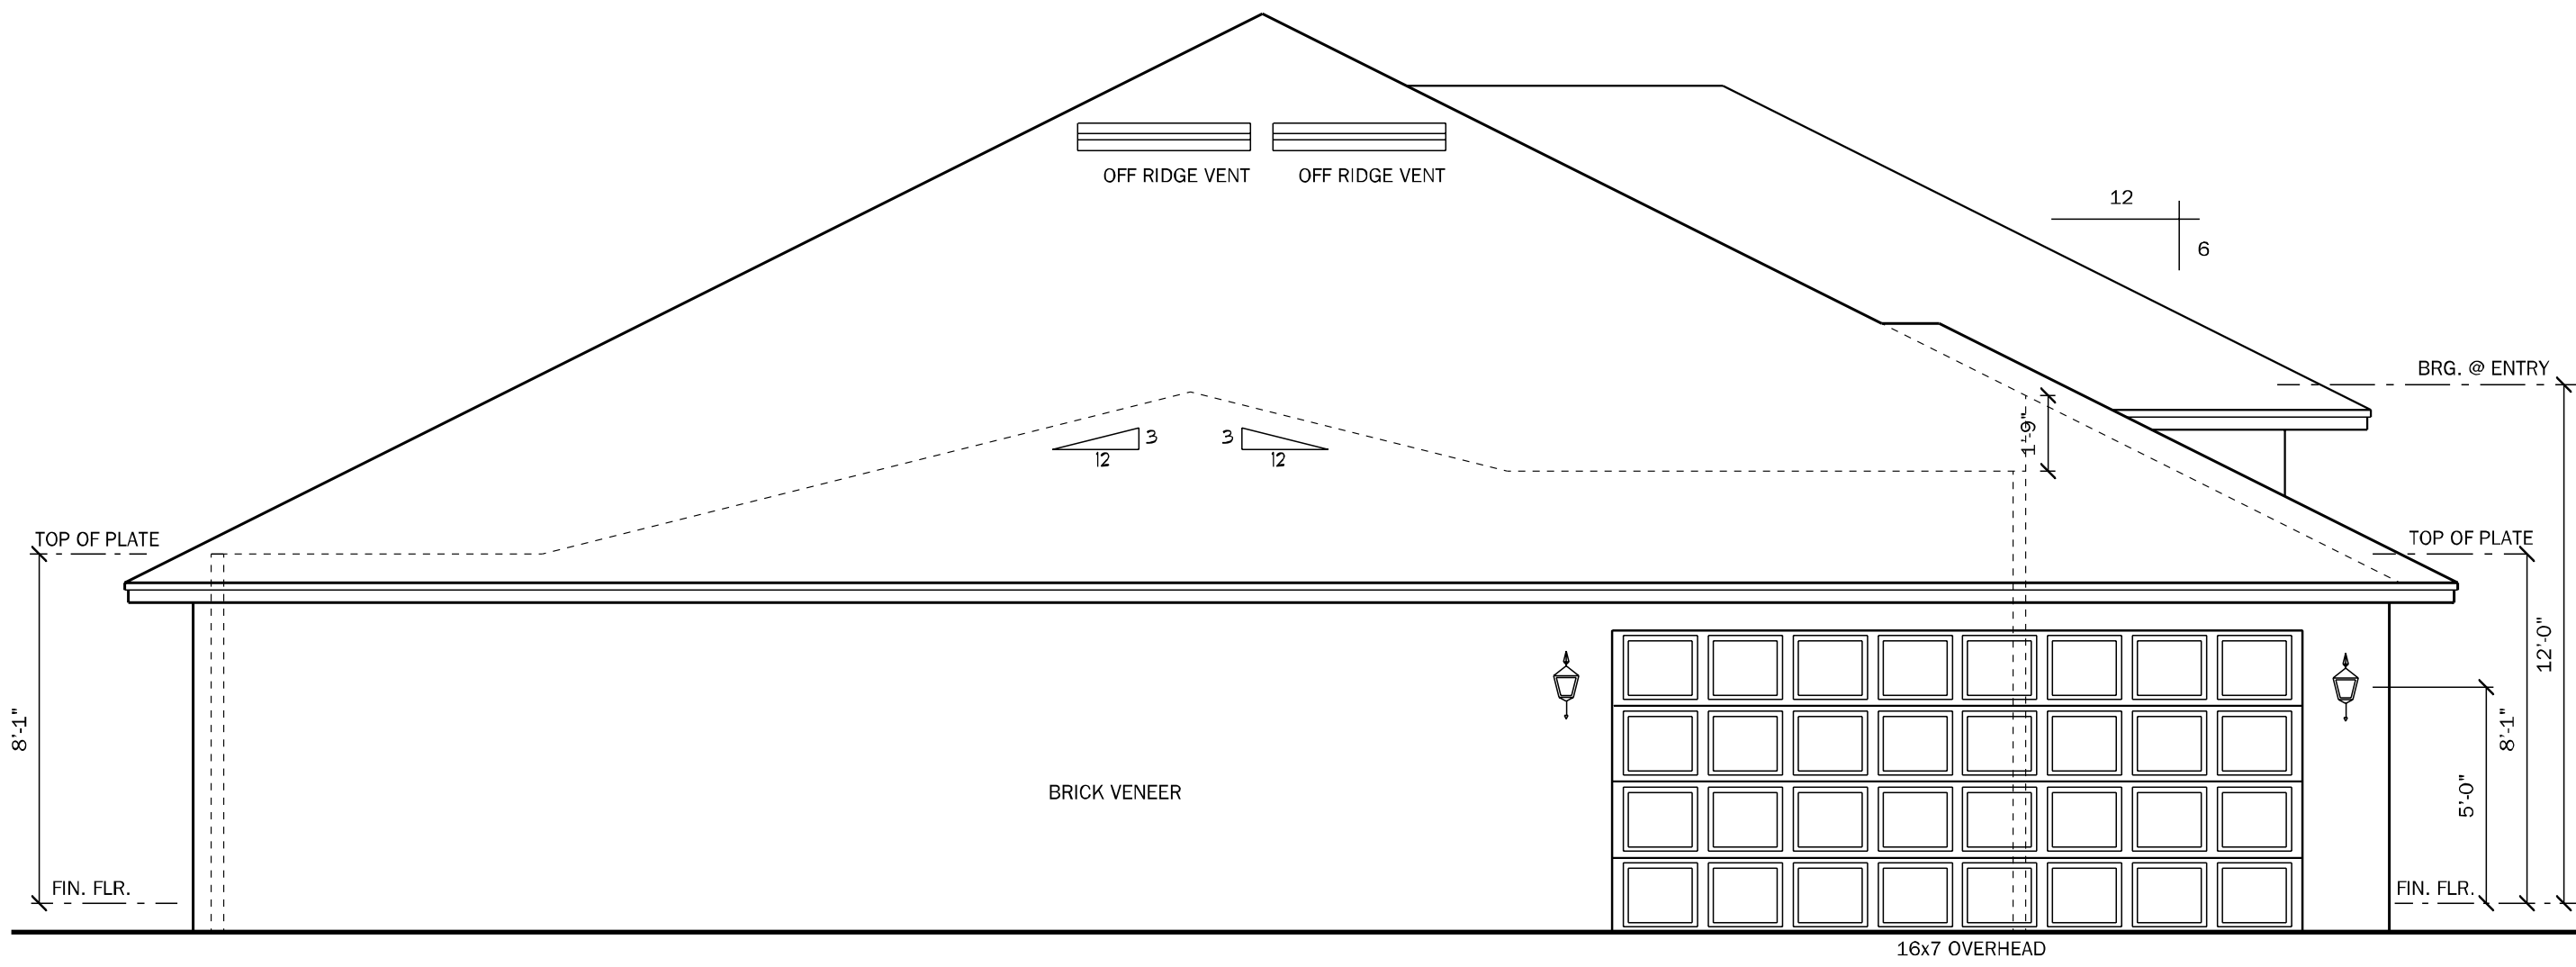 OFF RIDGE VENT
OFF RIDGE VENT
12
6
BRG. @ ENTRY
1'-9"
3
12
3
12
TOP OF PLATE
TOP OF PLATE
12'-0"
8'-1"
8'-1"
5'-0"
BRICK VENEER
FIN. FLR.
FIN. FLR.
16x7 OVERHEAD